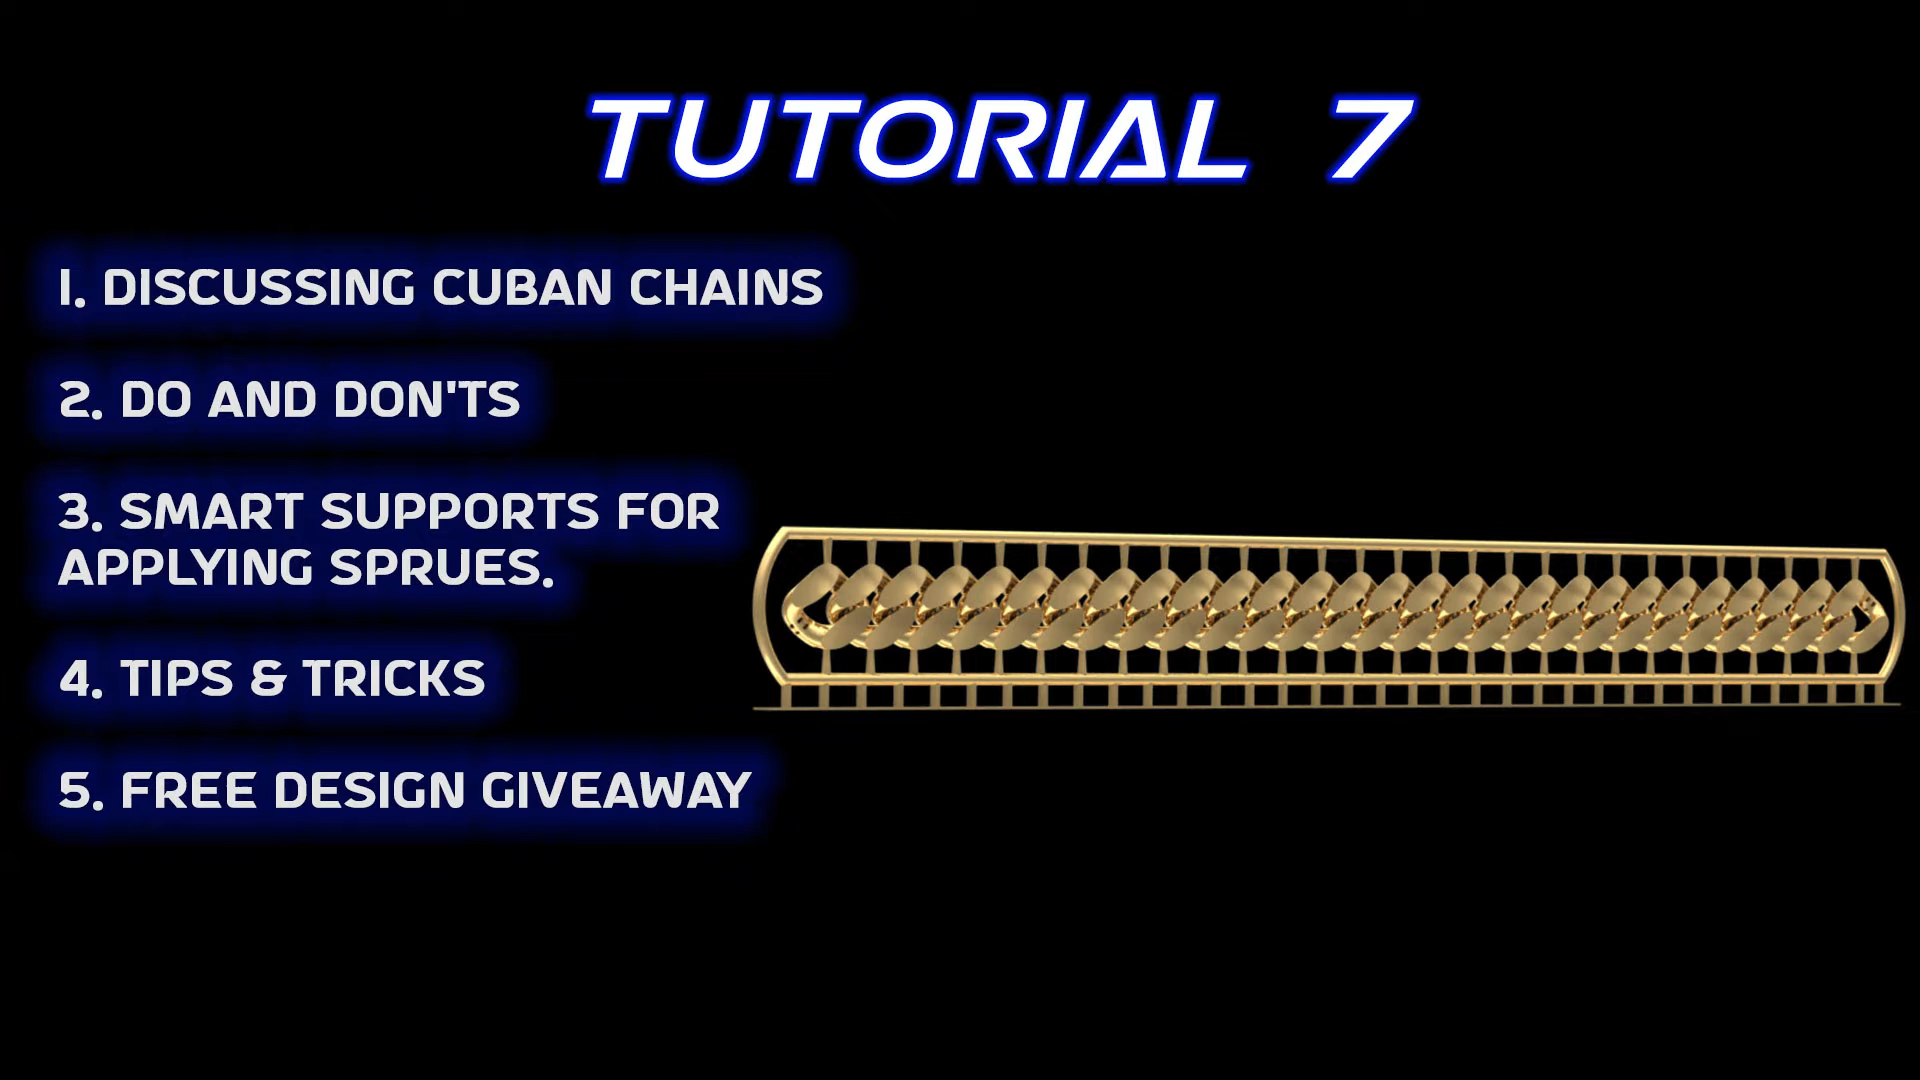 TUTORIAL 7
1. DISCUSSING CUBAN CHAINS
2. DO AND DON'TS
3. SMART SUPPORTS FOR
APPLYING SPRUES.
4. TIPS & TRICKS
5. FREE DESIGN GIVEAWAY